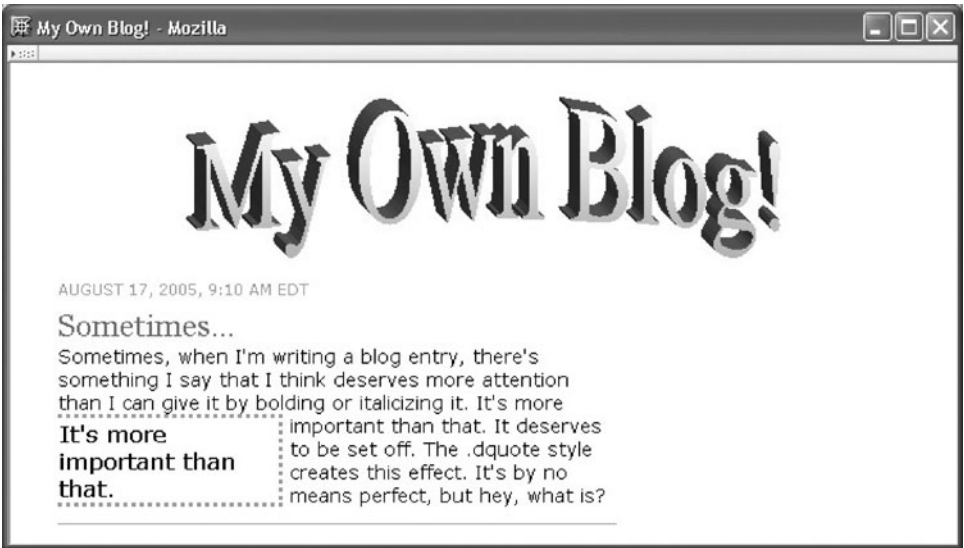 My Own Blog! - Mozilla
My Own Blog!
AUGUST 17, 2005, 9:10 AM EDT
Sometimes...
Sometimes, when I'm writing a blog entry, there's
something I say that I think deserves more attention
than I can give it by bolding or italicizing it. It's more
important than that. It deserves
to be set off. The .dquote style
creates this effect. It's by no
means perfect, but hey, what is?
It's more
important than
that.